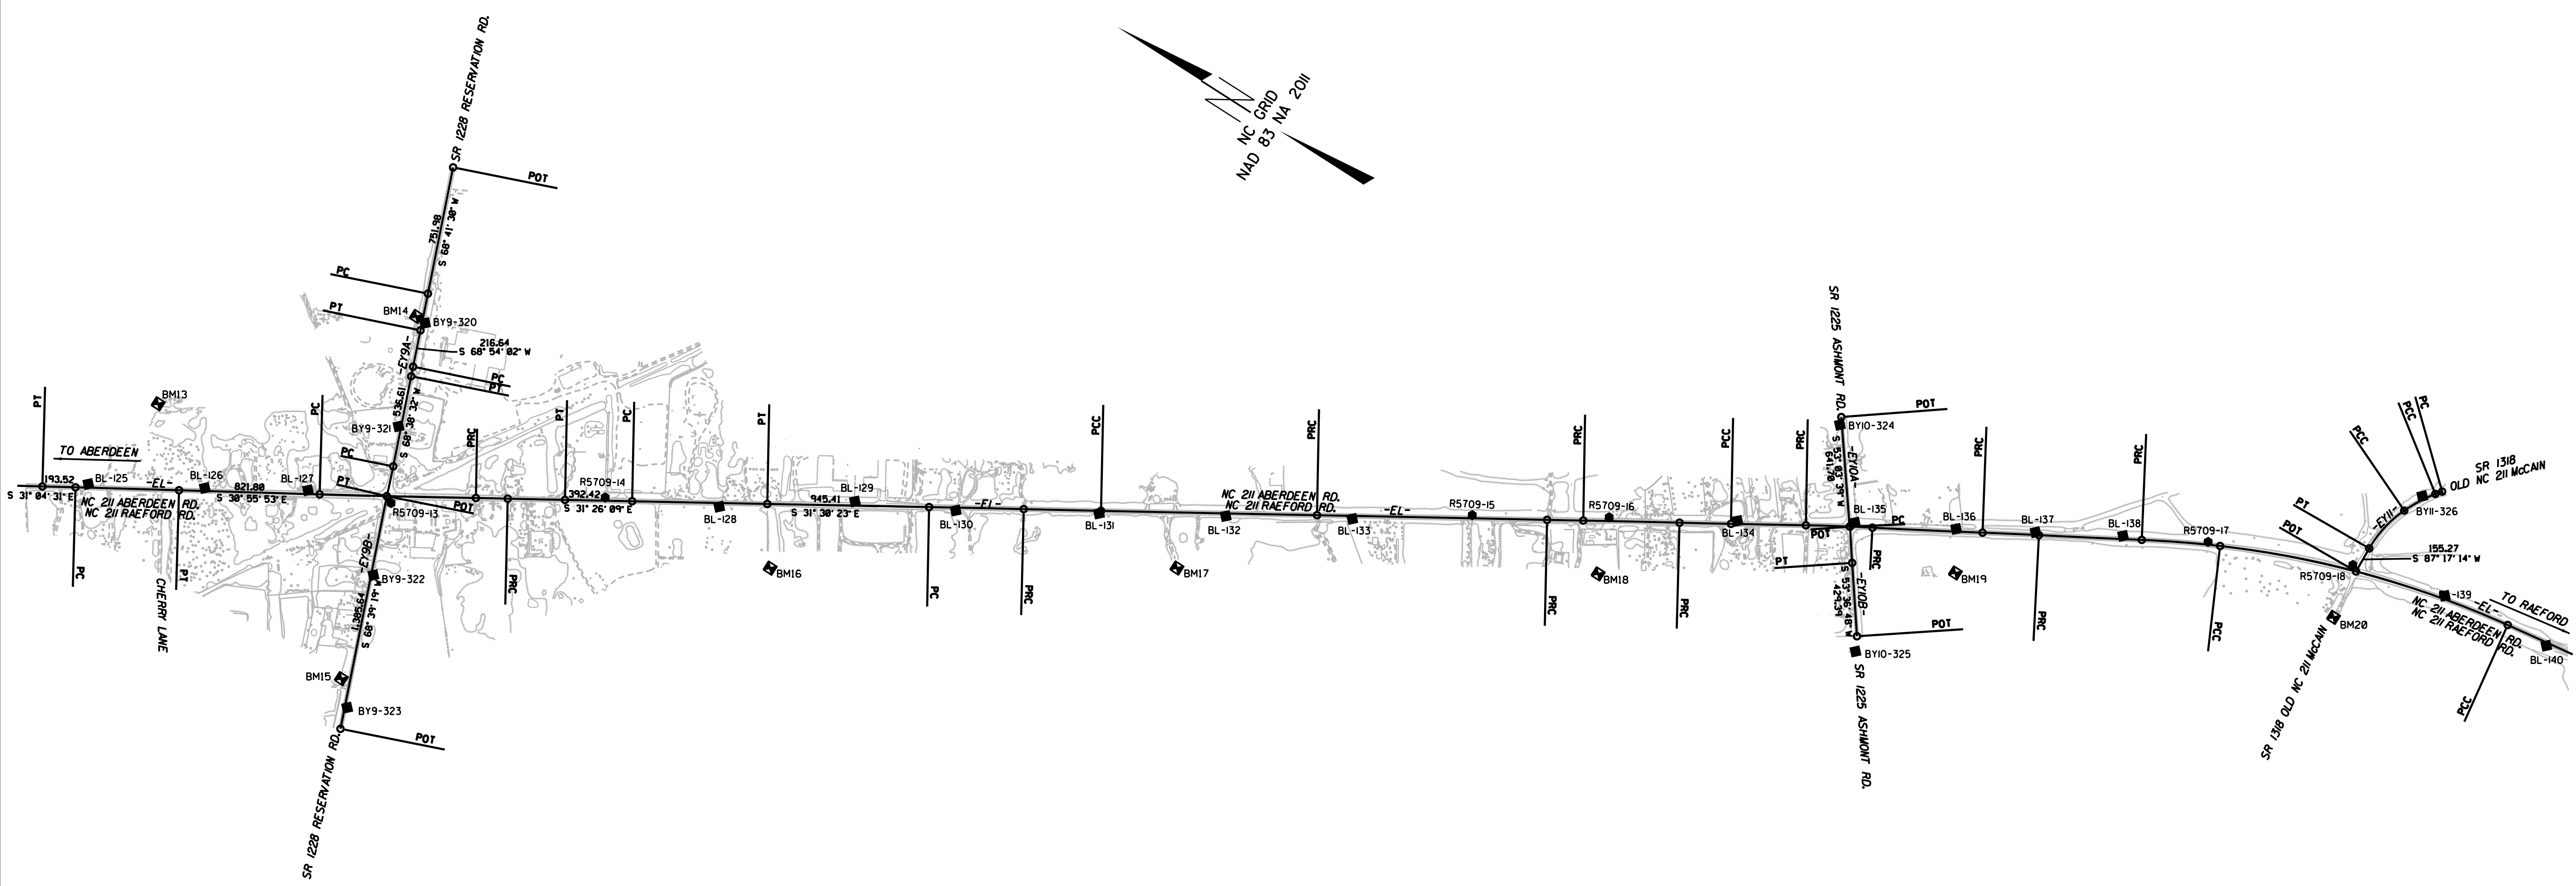 SR 1228 RESERVATION RD.
POT
751.98
S 68° 41' 30" W
PC
PT
BM14
BY9-320
216.64
S 68° 54' 02" W
-EY9A-
PC
PT
536.61
S 68° 38' 32" W
BY9-321
PC
PT
POT
NC GRID
NAD 83 NA 2011
PT
BM13
PC
PRC
PT
PC
PT
PCC
PRC
PRC
PCC
PRC
PRC
PRC
TO ABERDEEN
193.52
S 31° 04' 31" E
BL-125
-EL-
BL-126
821.80
S 30° 55' 53" E
BL-127
NC 211 ABERDEEN RD.
NC 211 RAEFORD RD.
R5709-13
392.42
S 31° 26' 09" E
R5709-14
BL-128
945.41
S 31° 30' 23" E
BL-129
BL-130
-EL-
BL-131
BL-132
NC 211 ABERDEEN RD.
NC 211 RAEFORD RD.
BL-133
-EL-
R5709-15
R5709-16
BL-134
BL-135
PC
POT
BL-136
BL-137
BL-138
R5709-17
PC
PT
CHERRY LANE
PRC
BM16
PC
PRC
BM17
PRC
BM18
PRC
PRC
BM19
PRC
PCC
-EY9B-
BY9-322
1,385.64
S 68° 39' 19" W
BM15
BY9-323
POT
SR 1228 RESERVATION RD.
SR 1225 ASHMONT RD.
POT
BY10-324
-EY10A-
S 53° 03' 39" W
641.70
PT
-EY10B-
S 53° 36' 48" W
429.39
POT
BY10-325
SR 1225 ASHMONT RD.
PCC
PCC
PC
SR 1318
OLD NC 211 McCAIN
BY11-326
-EY11-
PT
POT
155.27
S 87° 17' 14" W
R5709-18
-139
-EL-
TO RAEFORD
NC 211 ABERDEEN RD.
NC 211 RAEFORD RD.
BM20
BL-140
PCC
SR 1318 OLD NC 211 McCAIN